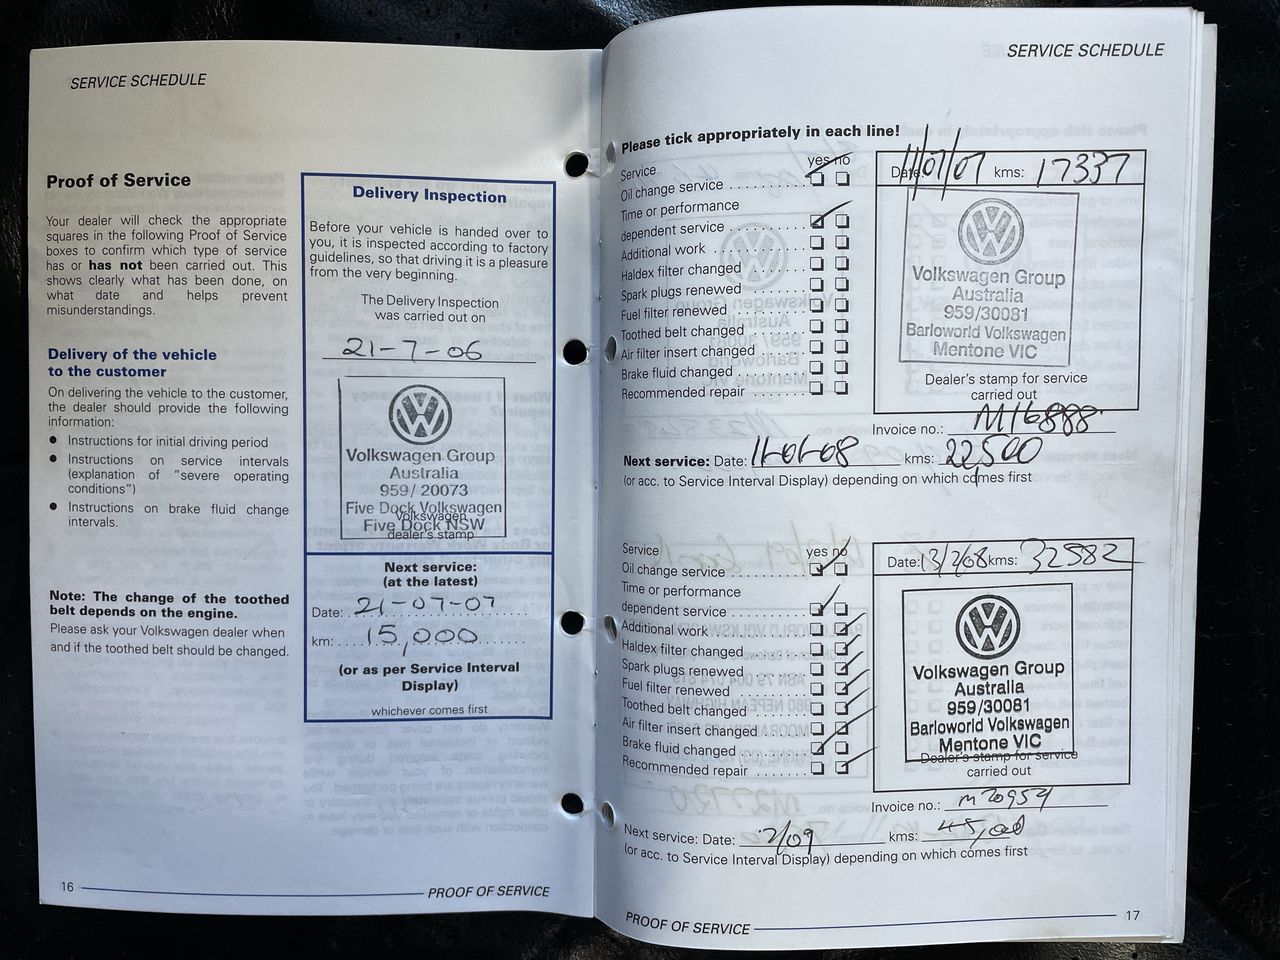 SERVICE SCHEDULE
Proof of Service
Your dealer will check the appropriate
squares in the following Proof of Service
boxes to confirm which type of service
has or has not been carried out. This
shows clearly what has been done, on
what date and helps prevent
misunderstandings.
Delivery of the vehicle
to the customer
On delivering the vehicle to the customer,
the dealer should provide the following
information:
● Instructions for initial driving period
● Instructions on service intervals
(explanation of "severe operating
conditions")
● Instructions on brake fluid change
intervals.
Note: The change of the toothed
belt depends on the engine.
Please ask your Volkswagen dealer when
and if the toothed belt should be changed.
Delivery Inspection
Before your vehicle is handed over to
you, it is inspected according to factory
guidelines, so that driving it is a pleasure
from the very beginning.
The Delivery Inspection
was carried out on
21-7-06
Volkswagen Group
Australia
959/20073
Five Dock Volkswagen
Five Dock NSW
Volkswagen
dealer's stamp
Next service:
(at the latest)
Date: 21-07-07
km: 15,000
(or as per Service Interval
Display)
whichever comes first
16 PROOF OF SERVICE
SERVICE SCHEDULE
Please tick appropriately in each line!
Service yes no
Oil change service
Time or performance
dependent service
Additional work
Haldex filter changed
Spark plugs renewed
Fuel filter renewed
Toothed belt changed
Air filter insert changed
Brake fluid changed
Recommended repair
Date: 11/07/07 kms: 17337
Volkswagen Group
Australia
959/30081
Barloworld Volkswagen
Mentone VIC
Dealer's stamp for service
carried out
Invoice no.: M16888
Next service: Date: 11-01-08 kms: 22,500
(or acc. to Service Interval Display) depending on which comes first
Service yes no
Oil change service
Time or performance
dependent service
Additional work
Haldex filter changed
Spark plugs renewed
Fuel filter renewed
Toothed belt changed
Air filter insert changed
Brake fluid changed
Recommended repair
Date: 13/2/08 kms: 32582
Volkswagen Group
Australia
959/30081
Barloworld Volkswagen
Mentone VIC
Dealer's stamp for service
carried out
Invoice no.: M20954
Next service: Date: 2/09 kms: 45,000
(or acc. to Service Interval Display) depending on which comes first
PROOF OF SERVICE 17